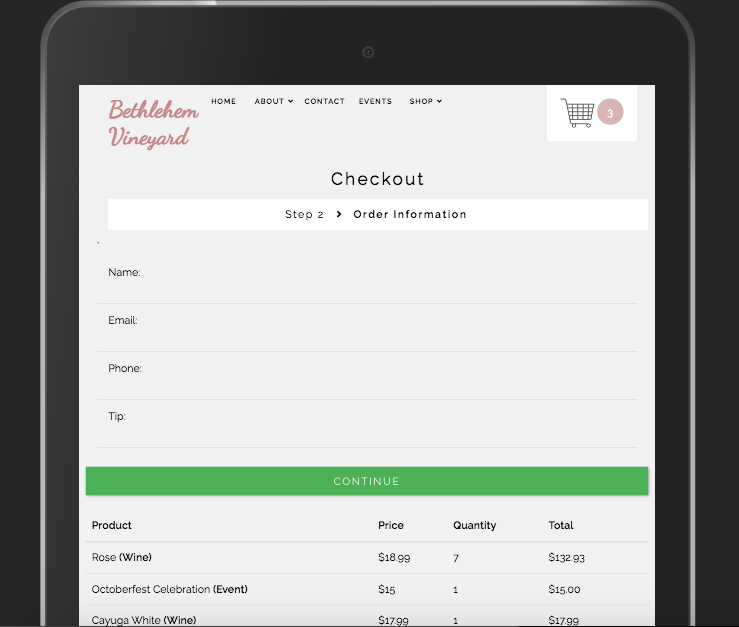 Bethlehem
Vineyard
HOME ABOUT CONTACT EVENTS SHOP
3
Checkout
Step 2 > Order Information
Name:
Email:
Phone:
Tip:
CONTINUE
Product Price Quantity Total
Rose (Wine) $18.99 7 $132.93
Octoberfest Celebration (Event) $15 1 $15.00
Cayuga White (Wine) $17.99 1 $17.99